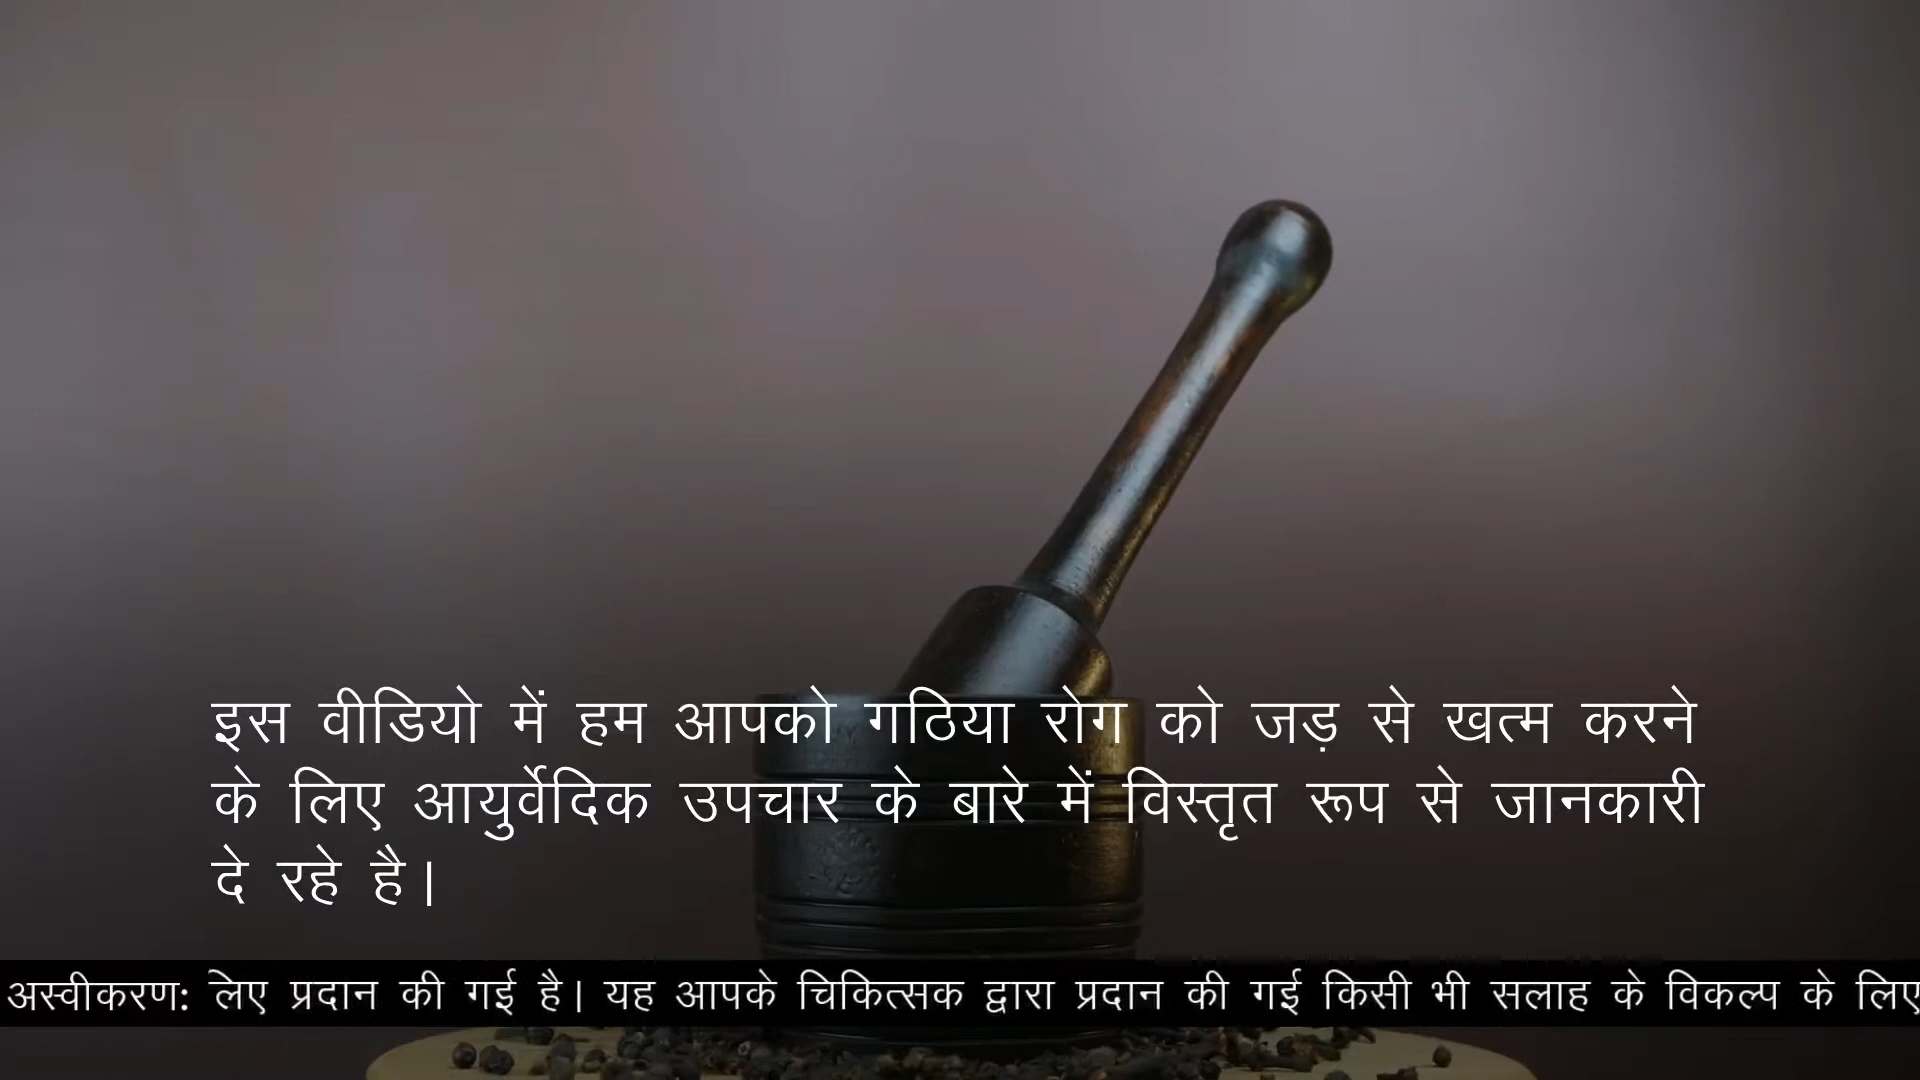 इस वीडियो में हम आपको गठिया रोग को जड़ से खत्म करने
के लिए आयुर्वेदिक उपचार के बारे में विस्तृत रूप से जानकारी
दे रहे है।
अस्वीकरण: लिए प्रदान की गई है। यह आपके चिकित्सक द्वारा प्रदान की गई किसी भी सलाह के विकल्प के लिए